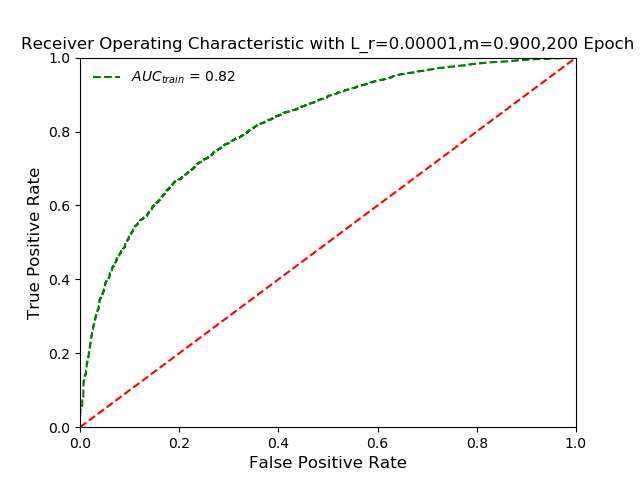 Receiver Operating Characteristic with L_r=0.00001,m=0.900,200 Epoch
1.0
0.8
0.6
0.4
0.2
0.0
True Positive Rate
AUC_train = 0.82
0.0 0.2 0.4 0.6 0.8 1.0
False Positive Rate